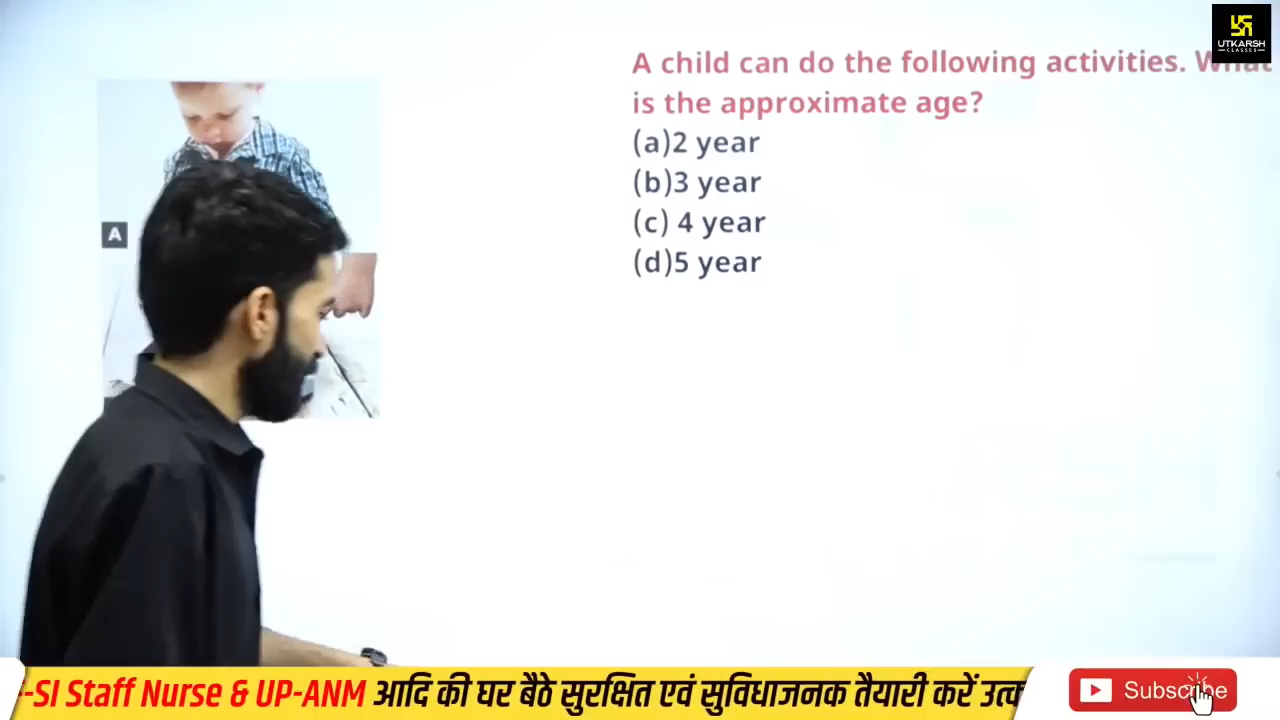 UTKARSH
CLASSES
A child can do the following activities. What
is the approximate age?
(a)2 year
(b)3 year
(c) 4 year
(d)5 year
A
-SI Staff Nurse & UP-ANM आदि की घर बैठे सुरक्षित एवं सुविधाजनक तैयारी करें
Subscribe